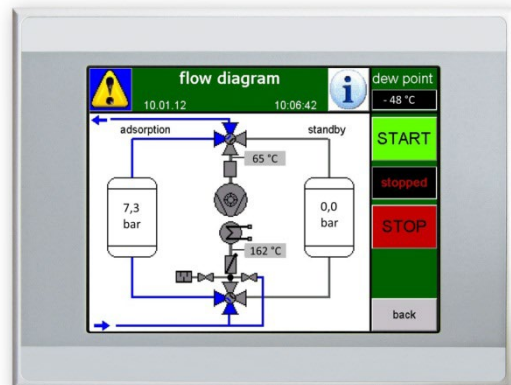 flow diagram
10.01.12 10:06:42
dew point
- 48 °C
adsorption
standby
START
65 °C
stopped
7,3
bar
0,0
bar
STOP
162 °C
back